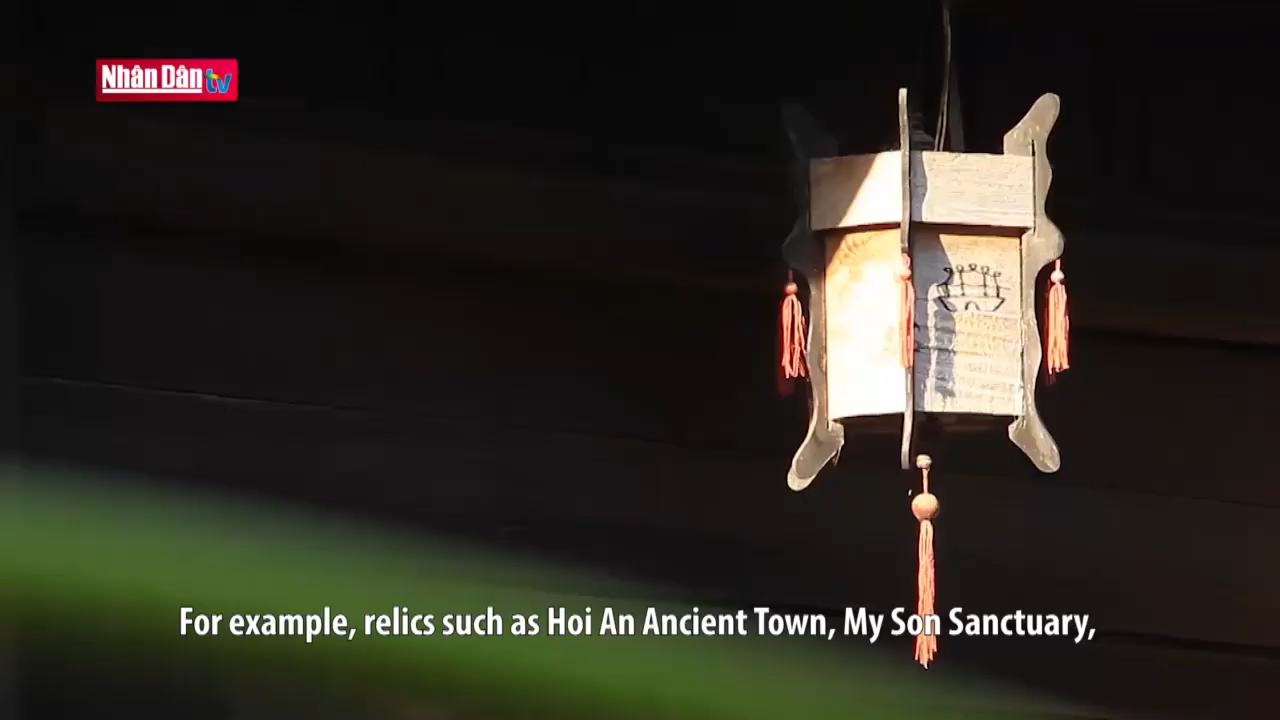 Nhân Dân tv
For example, relics such as Hoi An Ancient Town, My Son Sanctuary,